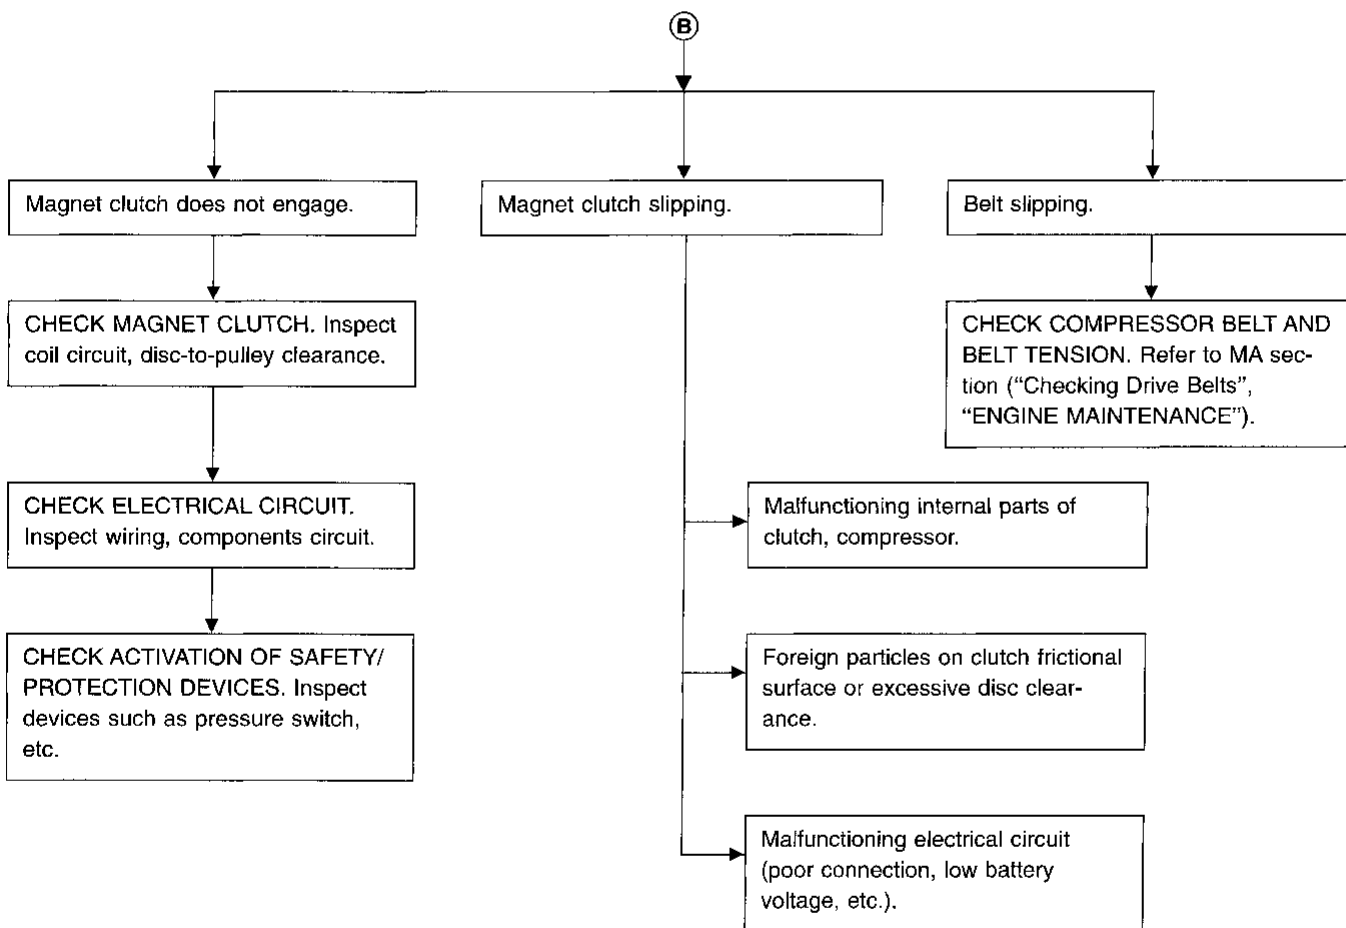 B
Magnet clutch does not engage.
Magnet clutch slipping.
Belt slipping.
CHECK MAGNET CLUTCH. Inspect
coil circuit, disc-to-pulley clearance.
CHECK COMPRESSOR BELT AND
BELT TENSION. Refer to MA sec-
tion (“Checking Drive Belts”,
“ENGINE MAINTENANCE”).
CHECK ELECTRICAL CIRCUIT.
Inspect wiring, components circuit.
Malfunctioning internal parts of
clutch, compressor.
CHECK ACTIVATION OF SAFETY/
PROTECTION DEVICES. Inspect
devices such as pressure switch,
etc.
Foreign particles on clutch frictional
surface or excessive disc clear-
ance.
Malfunctioning electrical circuit
(poor connection, low battery
voltage, etc.).